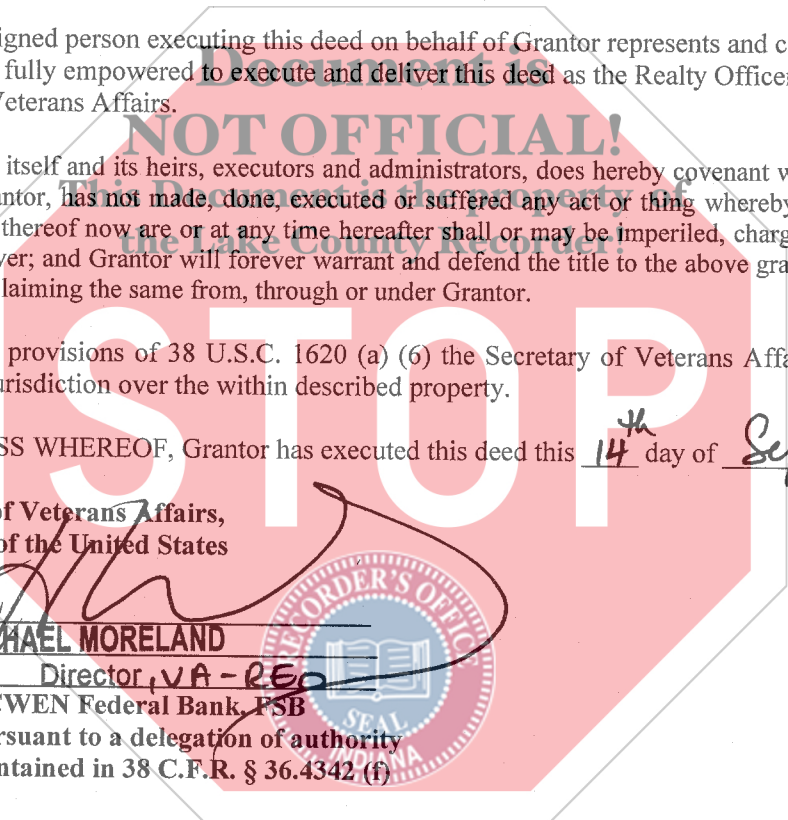 igned person executing this deed on behalf of Grantor represents and c
fully empowered to execute and deliver this deed as the Realty Officer
Veterans Affairs.
Document is
NOT OFFICIAL!
This Document is the property of
the Lake County Recorder!
itself and its heirs, executors and administrators, does hereby covenant w
ntor, has not made, done, executed or suffered any act or thing whereby
thereof now are or at any time hereafter shall or may be imperiled, charg
ver; and Grantor will forever warrant and defend the title to the above gra
laiming the same from, through or under Grantor.
STOP
provisions of 38 U.S.C. 1620 (a) (6) the Secretary of Veterans Affa
urisdiction over the within described property.
SS WHEREOF, Grantor has executed this deed this 14th day of Se
of Veterans Affairs,
of the United States
HAEL MORELAND
Director, VA-REO
CWEN Federal Bank, FSB
rsuant to a delegation of authority
ntained in 38 C.F.R. § 36.4342 (f)
RECORDER'S OFFICE
SEAL
INDIANA